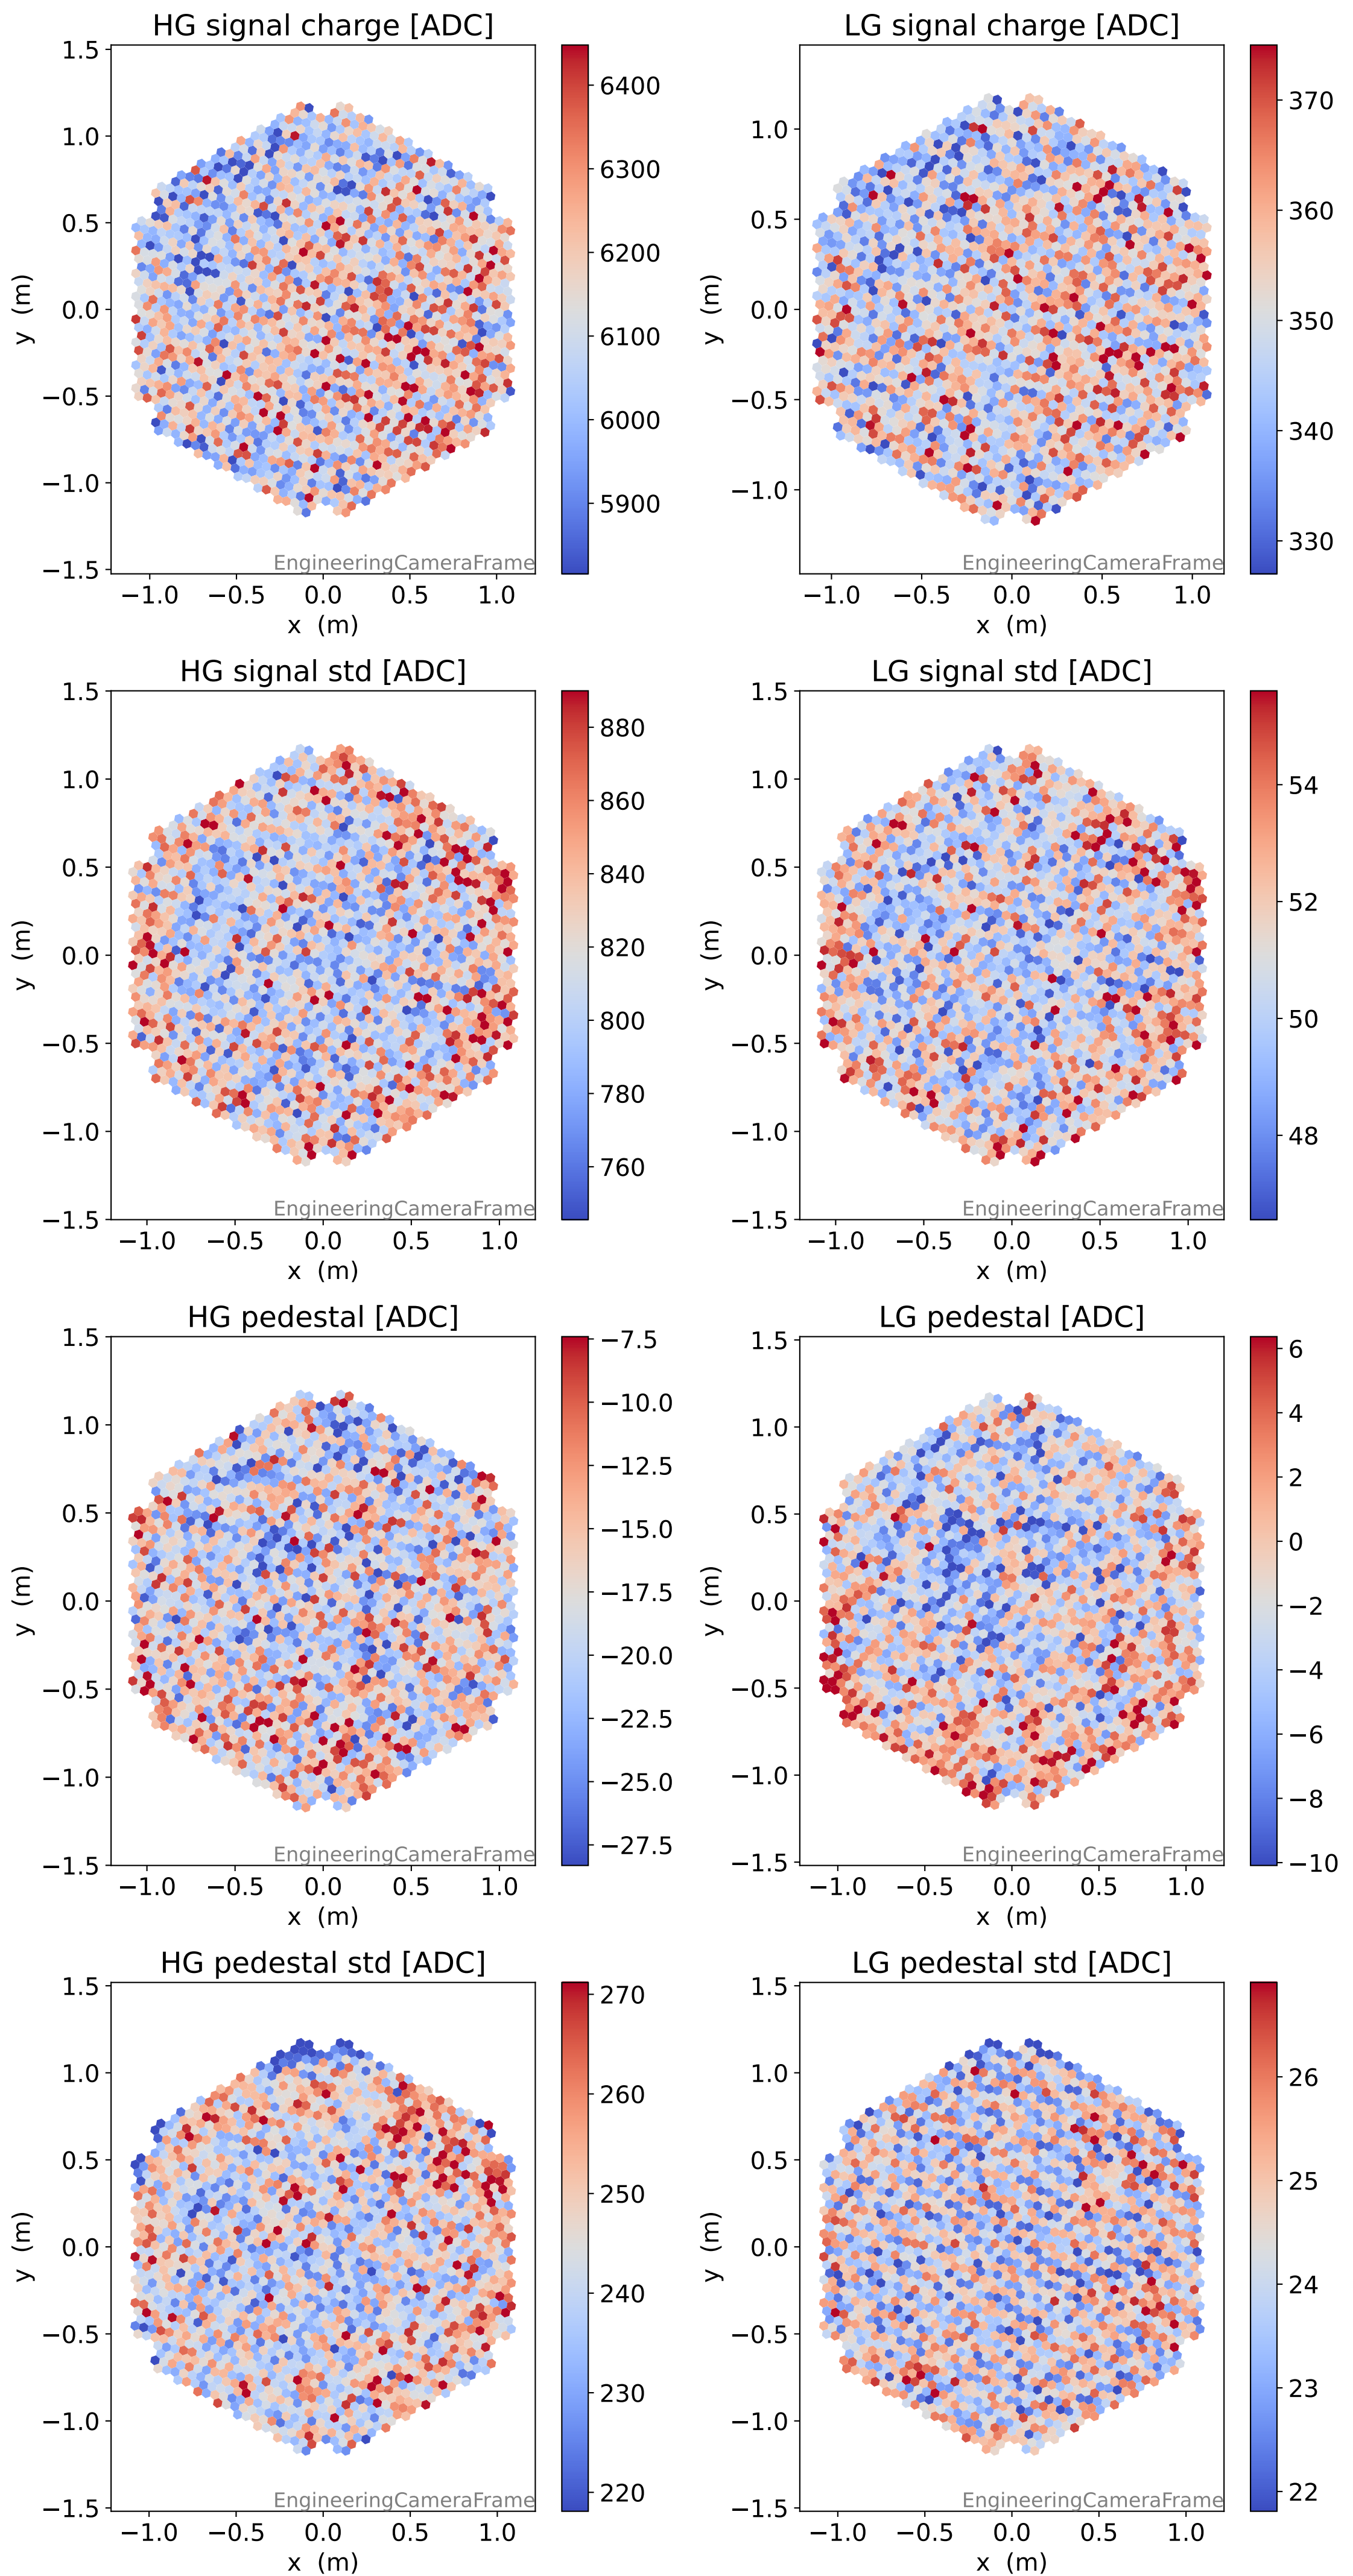 HG signal charge [ADC]
LG signal charge [ADC]
1.5
1.0
0.5
0.0
−0.5
−1.0
−1.5
y (m)
−1.0 −0.5 0.0 0.5 1.0
x (m)
EngineeringCameraFrame
6400
6300
6200
6100
6000
5900
1.0
0.5
0.0
−0.5
−1.0
y (m)
−1.0 −0.5 0.0 0.5 1.0
x (m)
EngineeringCameraFrame
370
360
350
340
330
HG signal std [ADC]
LG signal std [ADC]
1.5
1.0
0.5
0.0
−0.5
−1.0
−1.5
y (m)
−1.0 −0.5 0.0 0.5 1.0
x (m)
EngineeringCameraFrame
880
860
840
820
800
780
760
1.5
1.0
0.5
0.0
−0.5
−1.0
−1.5
y (m)
−1.0 −0.5 0.0 0.5 1.0
x (m)
EngineeringCameraFrame
54
52
50
48
HG pedestal [ADC]
LG pedestal [ADC]
1.5
1.0
0.5
0.0
−0.5
−1.0
−1.5
y (m)
−1.0 −0.5 0.0 0.5 1.0
x (m)
EngineeringCameraFrame
−7.5
−10.0
−12.5
−15.0
−17.5
−20.0
−22.5
−25.0
−27.5
1.5
1.0
0.5
0.0
−0.5
−1.0
−1.5
y (m)
−1.0 −0.5 0.0 0.5 1.0
x (m)
EngineeringCameraFrame
6
4
2
0
−2
−4
−6
−8
−10
HG pedestal std [ADC]
LG pedestal std [ADC]
1.5
1.0
0.5
0.0
−0.5
−1.0
−1.5
y (m)
−1.0 −0.5 0.0 0.5 1.0
x (m)
EngineeringCameraFrame
270
260
250
240
230
220
1.5
1.0
0.5
0.0
−0.5
−1.0
−1.5
y (m)
−1.0 −0.5 0.0 0.5 1.0
x (m)
EngineeringCameraFrame
26
25
24
23
22